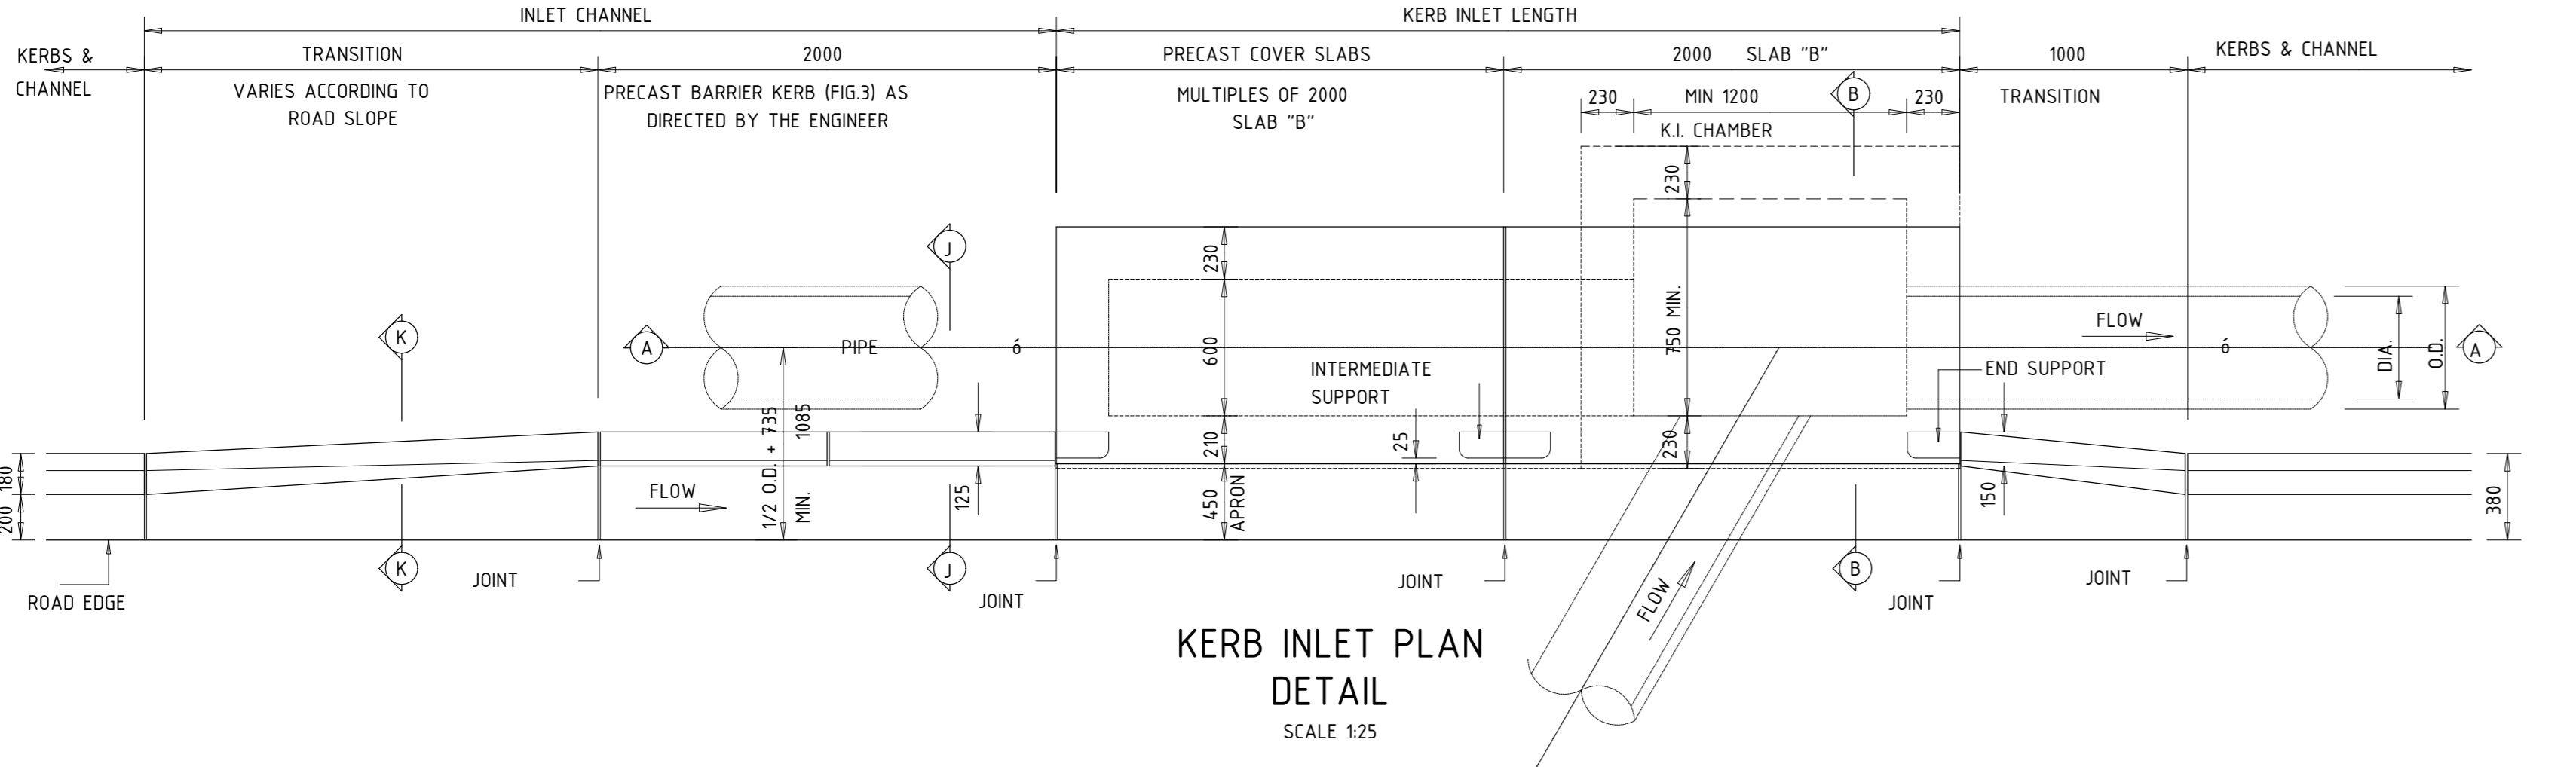 INLET CHANNEL
KERB INLET LENGTH
KERBS &
CHANNEL
TRANSITION
VARIES ACCORDING TO
ROAD SLOPE
2000
PRECAST BARRIER KERB (FIG.3) AS
DIRECTED BY THE ENGINEER
PRECAST COVER SLABS
MULTIPLES OF 2000
SLAB "B"
2000 SLAB "B"
1000
TRANSITION
KERBS & CHANNEL
230
MIN 1200
230
K.I. CHAMBER
B
230
J
230
K
A
PIPE
ó
600
750 MIN.
FLOW
ó
DIA.
O.D.
A
INTERMEDIATE
SUPPORT
END SUPPORT
1/2 O.D. + 735
1085
MIN.
210
25
230
180
200
FLOW
125
450
APRON
150
380
K
J
B
JOINT
JOINT
JOINT
JOINT
JOINT
ROAD EDGE
FLOW
KERB INLET PLAN
DETAIL
SCALE 1:25